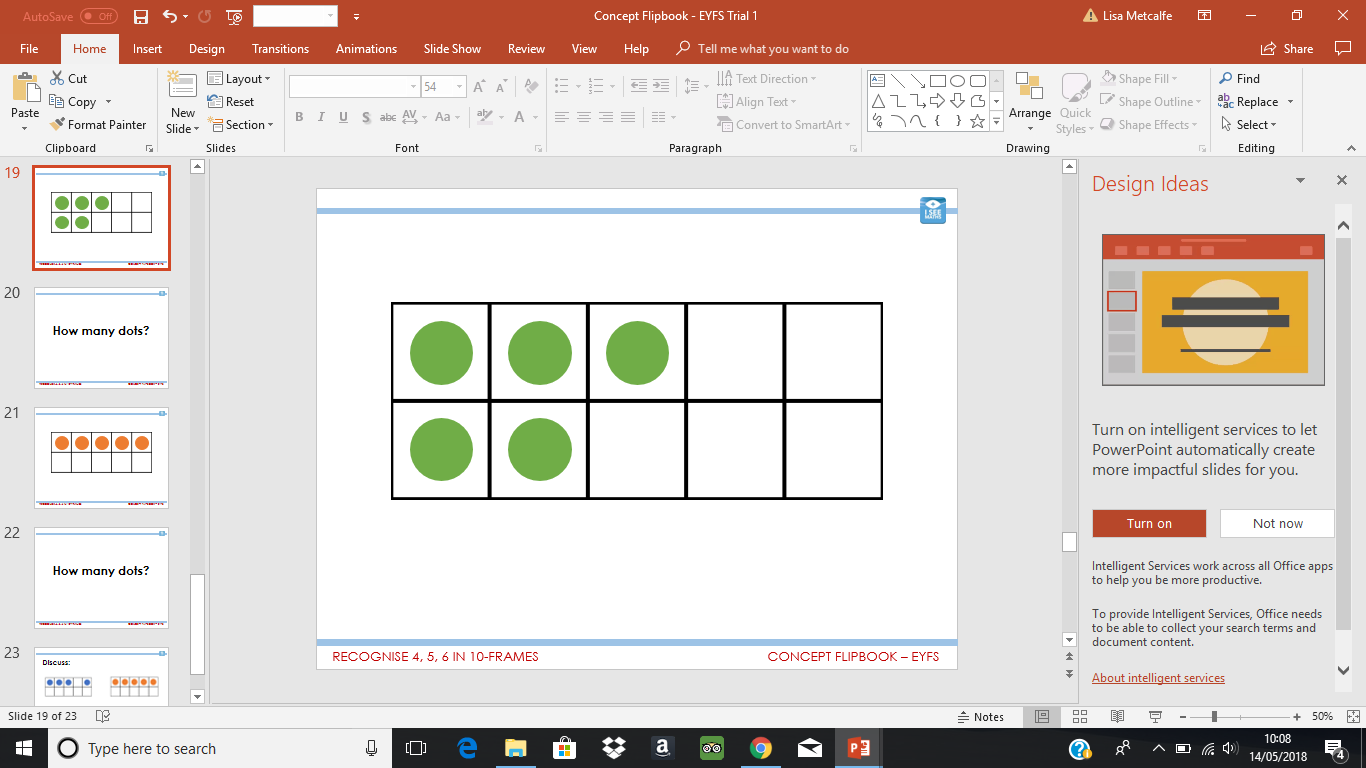 AutoSave Off
Concept Flipbook - EYFS Trial 1
Lisa Metcalfe
File Home Insert Design Transitions Animations Slide Show Review View Help Tell me what you want to do Share
Paste
Cut
Copy
Format Painter
Clipboard
New
Slide
Layout
Reset
Section
Slides
54
B I U S abc AV Aa A
Font
Text Direction
Align Text
Convert to SmartArt
Paragraph
Arrange
Quick
Styles
Shape Fill
Shape Outline
Shape Effects
Drawing
Find
Replace
Select
Editing
19
20
How many dots?
21
22
How many dots?
23
Discuss:
I SEE
MATHS
RECOGNISE 4, 5, 6 IN 10-FRAMES
CONCEPT FLIPBOOK – EYFS
Design Ideas
Turn on intelligent services to let
PowerPoint automatically create
more impactful slides for you.
Turn on
Not now
Intelligent Services work across all Office apps
to help you be more productive.
To provide Intelligent Services, Office needs
to be able to collect your search terms and
document content.
About intelligent services
Slide 19 of 23
Notes
50%
Type here to search
10:08
14/05/2018
4